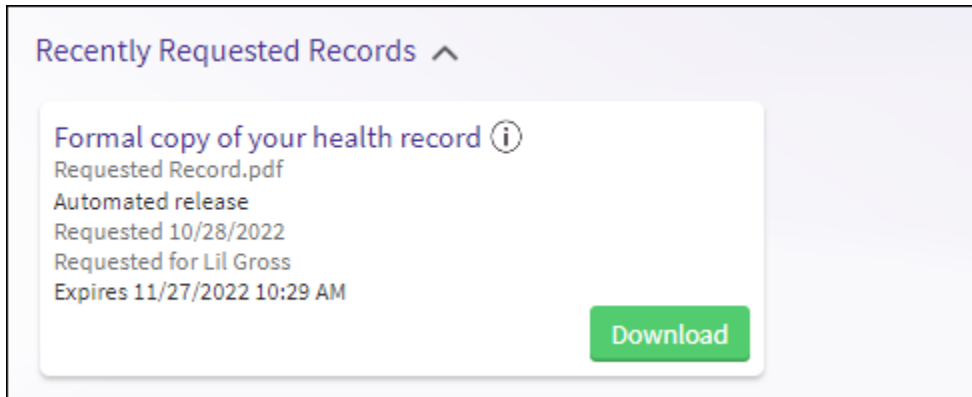 Recently Requested Records
Formal copy of your health record
Requested Record.pdf
Automated release
Requested 10/28/2022
Requested for Lil Gross
Expires 11/27/2022 10:29 AM
Download